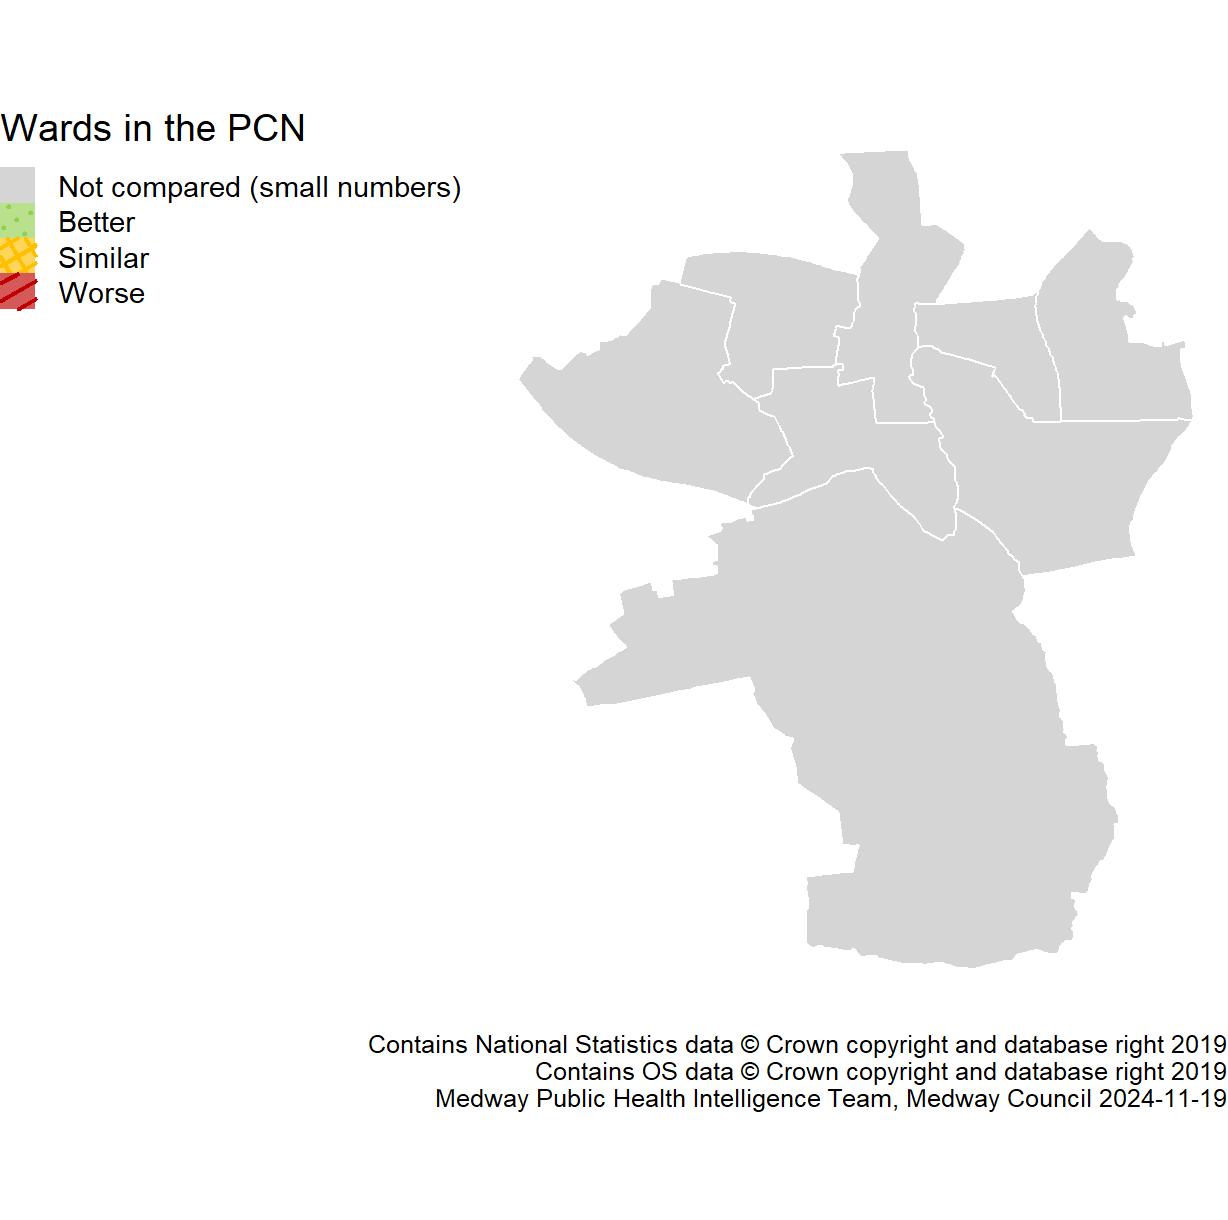 Wards in the PCN
Not compared (small numbers)
Better
Similar
Worse
Contains National Statistics data © Crown copyright and database right 2019
Contains OS data © Crown copyright and database right 2019
Medway Public Health Intelligence Team, Medway Council 2024-11-19